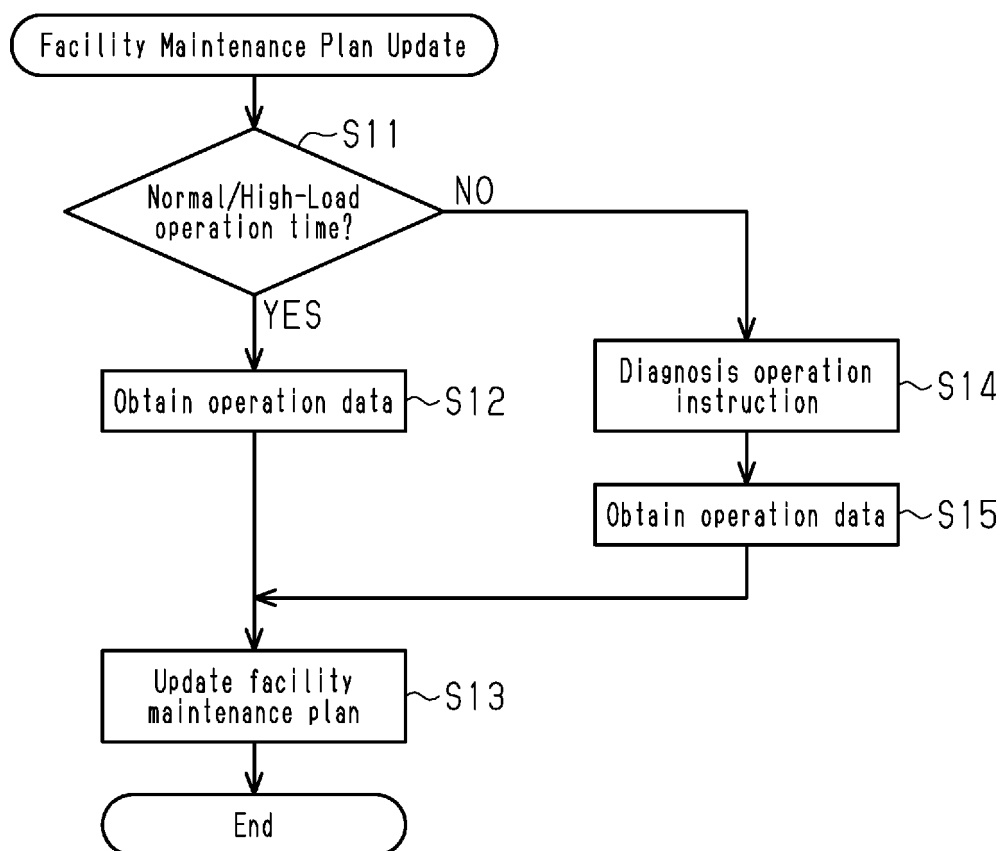 Facility Maintenance Plan Update
S11
Normal/High-Load
operation time?
NO
YES
Obtain operation data
S12
Diagnosis operation
instruction
S14
Obtain operation data
S15
Update facility
maintenance plan
S13
End